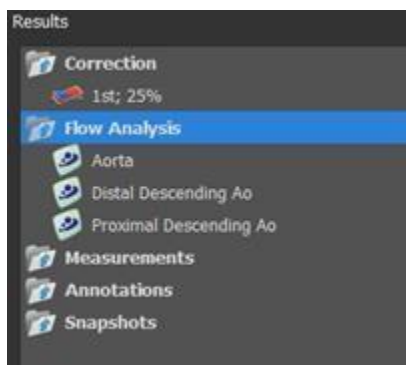 Results
Correction
1st; 25%
Flow Analysis
Aorta
Distal Descending Ao
Proximal Descending Ao
Measurements
Annotations
Snapshots